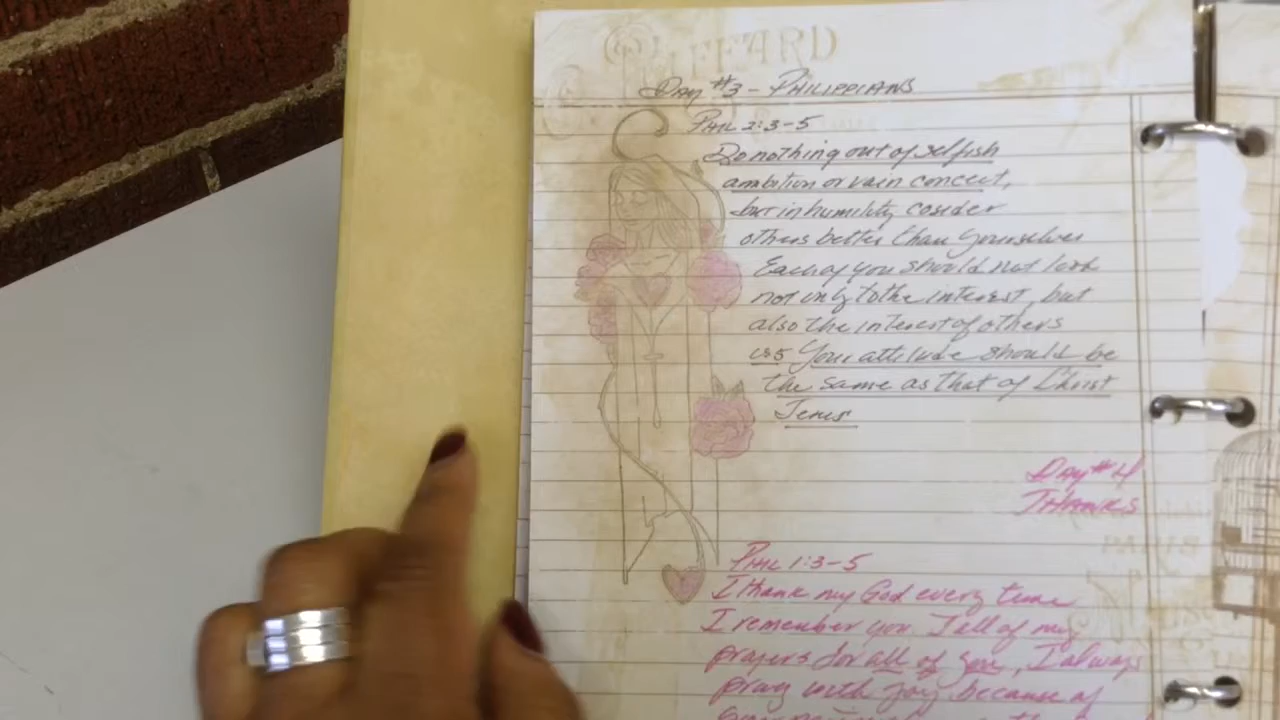 Day #3 - Philippians
Phil 2:3-5
Do nothing out of selfish
ambition or vain conceit,
but in humility cosider
others better than yourselves
Each of you should not look
not only to the interest, but
also the interest of others
vs5 Your attitude should be
the same as that of Christ
Jesus
Day #4
Thanks
Phil 1:3-5
I thank my God every time
I remember you. I all of my
prayers for all of you, I always
pray with joy because of